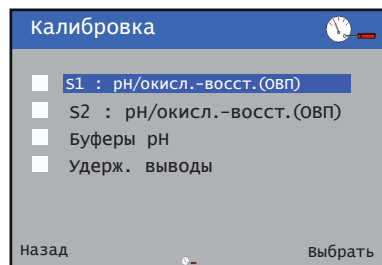 Калибровка
S1 : pH/окисл.-восст.(ОВП)
S2 : pH/окисл.-восст.(ОВП)
Буферы pH
Удерж. выводы
Назад Выбрать